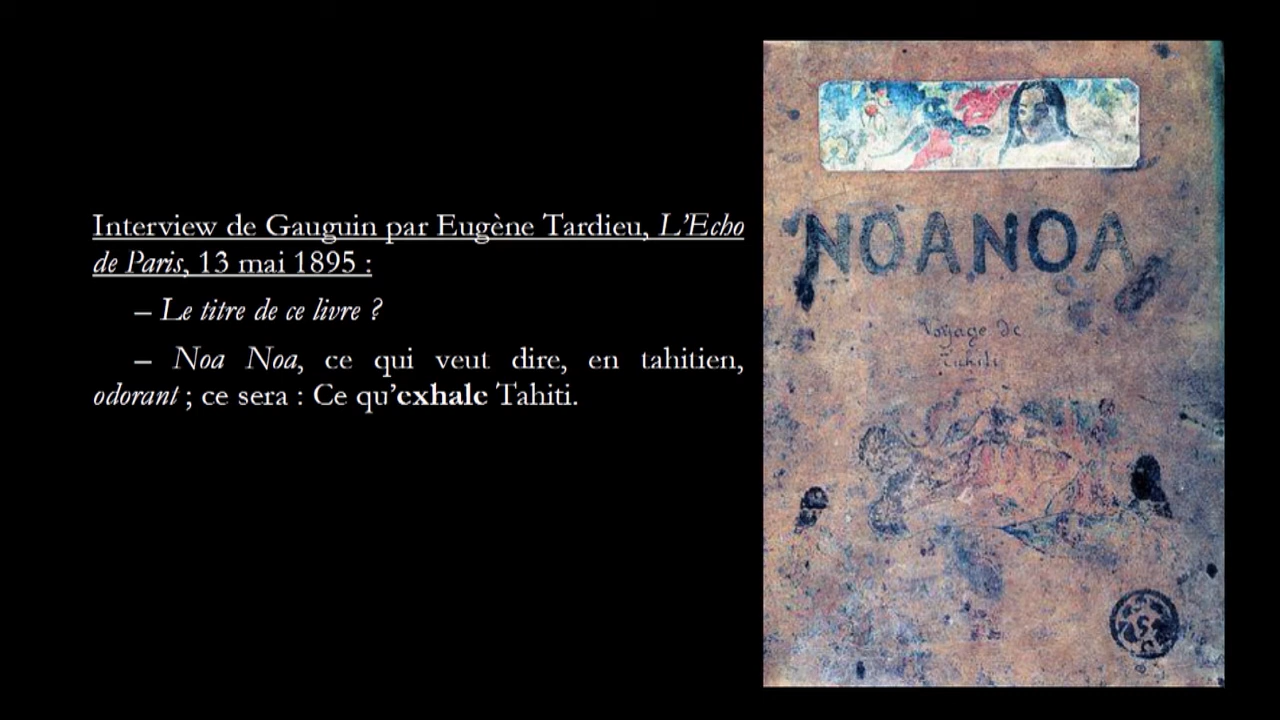 Interview de Gauguin par Eugène Tardieu, L'Echo
de Paris, 13 mai 1895 :
– Le titre de ce livre ?
– Noa Noa, ce qui veut dire, en tahitien,
odorant ; ce sera : Ce qu'exhale Tahiti.
NOANOA
Voyage de
Tahiti